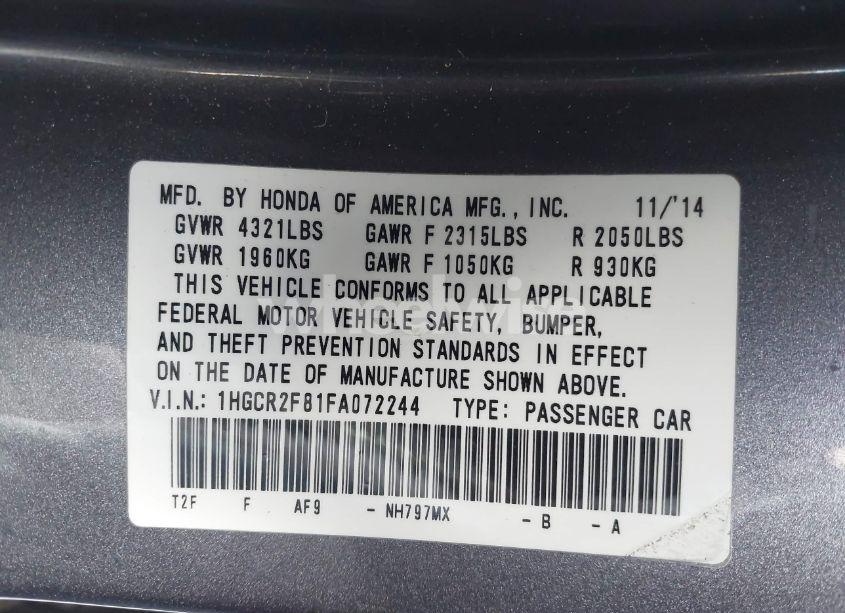 MFD. BY HONDA OF AMERICA MFG., INC. 11/'14
GVWR 4321LBS GAWR F 2315LBS R 2050LBS
GVWR 1960KG GAWR F 1050KG R 930KG
THIS VEHICLE CONFORMS TO ALL APPLICABLE
FEDERAL MOTOR VEHICLE SAFETY, BUMPER,
AND THEFT PREVENTION STANDARDS IN EFFECT
ON THE DATE OF MANUFACTURE SHOWN ABOVE.
V.I.N.: 1HGCR2F81FA072244 TYPE: PASSENGER CAR
T2F F AF9 - NH797MX - B - A